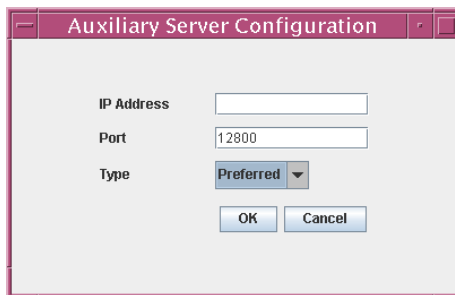 Auxiliary Server Configuration
IP Address
Port 12800
Type Preferred
OK Cancel